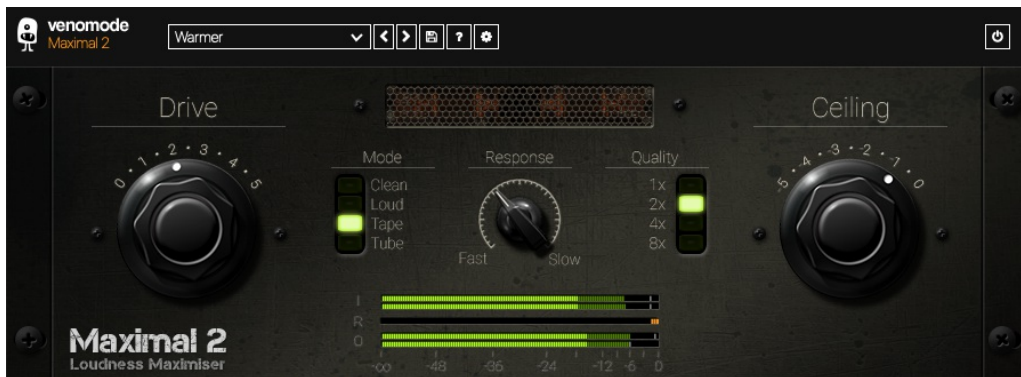 venomode
Maximal 2
Warmer
?
Drive
Ceiling
0 1 2 3 4 5
-5 -4 -3 -2 -1 0
Mode
Response
Quality
Clean
Loud
Tape
Tube
1x
2x
4x
8x
Fast
Slow
I
R
O
-∞ -48 -36 -24 -12 -6 0
Maximal 2
Loudness Maximiser